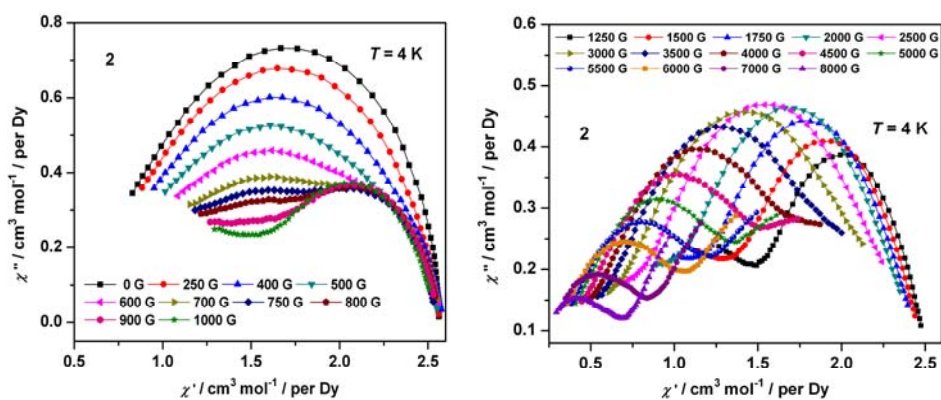 0.8
0.6
0.4
0.2
0.0
χ'' / cm³ mol⁻¹ / per Dy
2
T = 4 K
0 G 250 G 400 G 500 G
600 G 700 G 750 G 800 G
900 G 1000 G
0.5 1.0 1.5 2.0 2.5
χ' / cm³ mol⁻¹ / per Dy
0.6
0.5
0.4
0.3
0.2
0.1
χ'' / cm³ mol⁻¹ / per Dy
1250 G 1500 G 1750 G 2000 G 2500 G
3000 G 3500 G 4000 G 4500 G 5000 G
5500 G 6000 G 7000 G 8000 G
2
T = 4 K
0.5 1.0 1.5 2.0 2.5
χ' / cm³ mol⁻¹ / per Dy